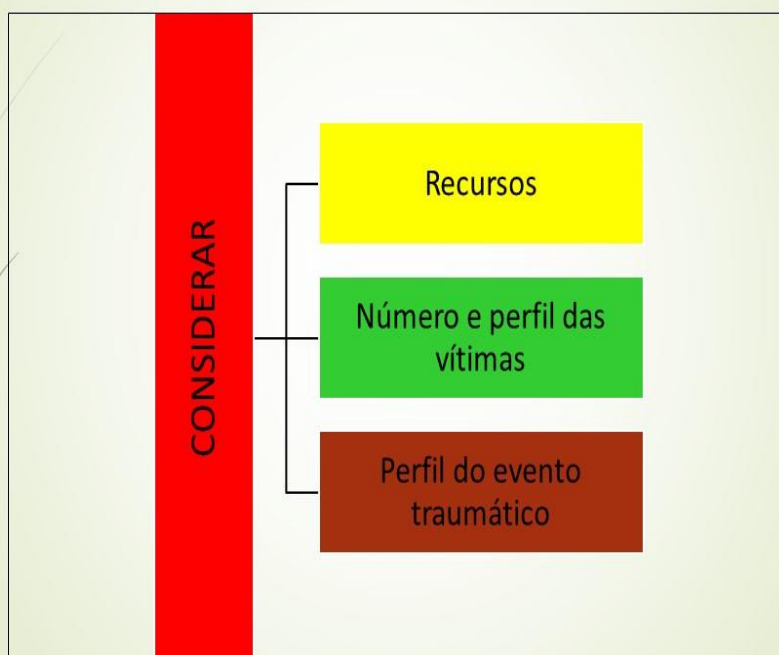 CONSIDERAR
Recursos
Número e perfil das
vítimas
Perfil do evento
traumático